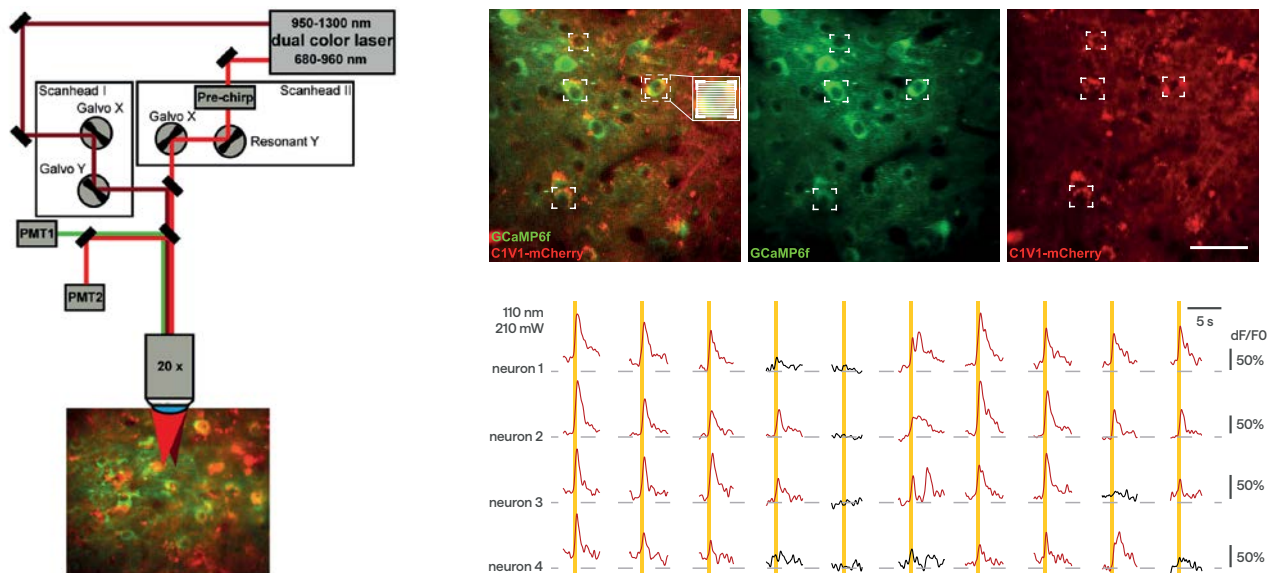 950-1300 nm
dual color laser
680-960 nm
Scanhead I
Galvo X
Galvo Y
Pre-chirp
Scanhead II
Galvo X
Resonant Y
PMT1
PMT2
20 x
GCaMP6f
C1V1-mCherry
GCaMP6f
C1V1-mCherry
110 nm
210 mW
5 s
dF/F0
neuron 1
50%
neuron 2
50%
neuron 3
50%
neuron 4
50%